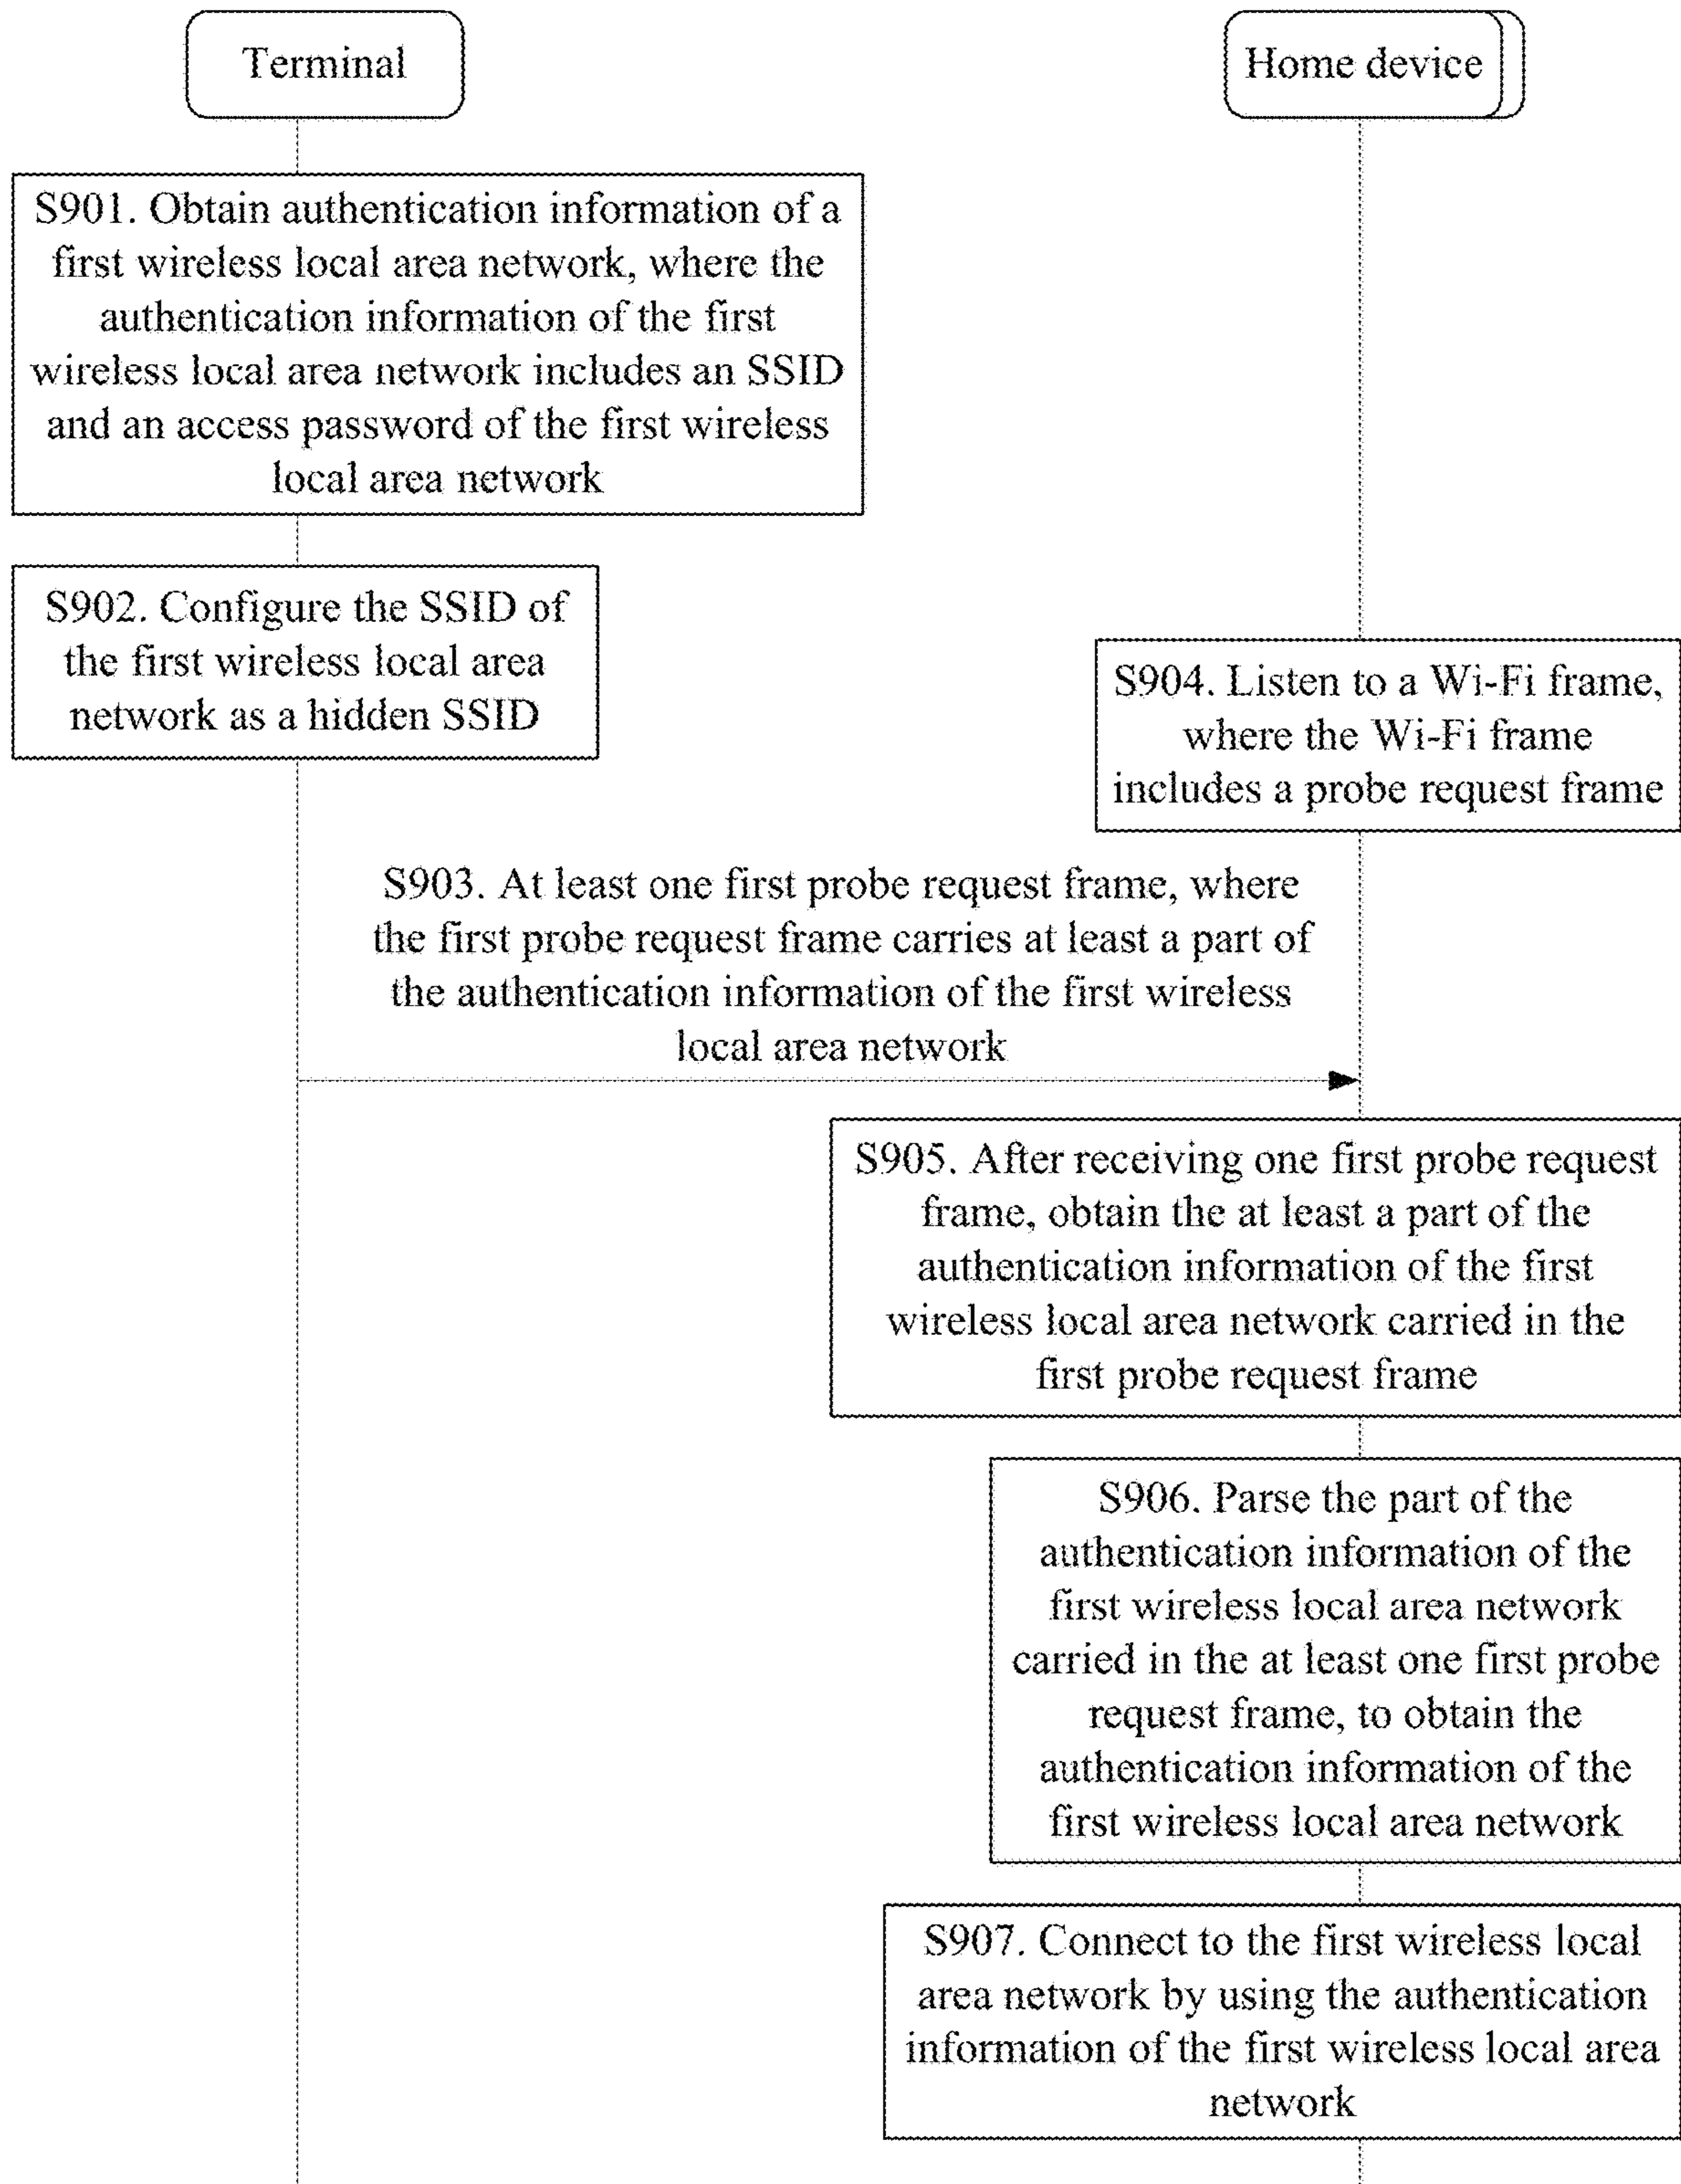 Terminal
Home device
S901. Obtain authentication information of a
first wireless local area network, where the
authentication information of the first
wireless local area network includes an SSID
and an access password of the first wireless
local area network
S902. Configure the SSID of
the first wireless local area
network as a hidden SSID
S904. Listen to a Wi-Fi frame,
where the Wi-Fi frame
includes a probe request frame
S903. At least one first probe request frame, where
the first probe request frame carries at least a part of
the authentication information of the first wireless
local area network
S905. After receiving one first probe request
frame, obtain the at least a part of the
authentication information of the first
wireless local area network carried in the
first probe request frame
S906. Parse the part of the
authentication information of the
first wireless local area network
carried in the at least one first probe
request frame, to obtain the
authentication information of the
first wireless local area network
S907. Connect to the first wireless local
area network by using the authentication
information of the first wireless local area
network